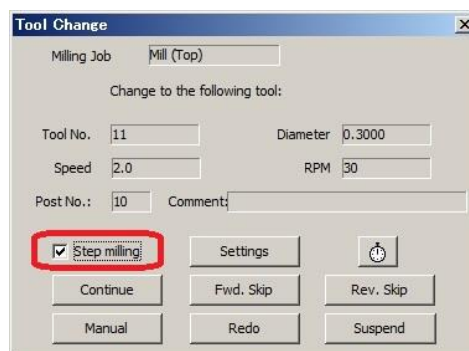 Tool Change
Milling Job Mill (Top)
Change to the following tool:
Tool No. 11 Diameter 0.3000
Speed 2.0 RPM 30
Post No.: 10 Comment:
Step milling Settings
Continue Fwd. Skip Rev. Skip
Manual Redo Suspend